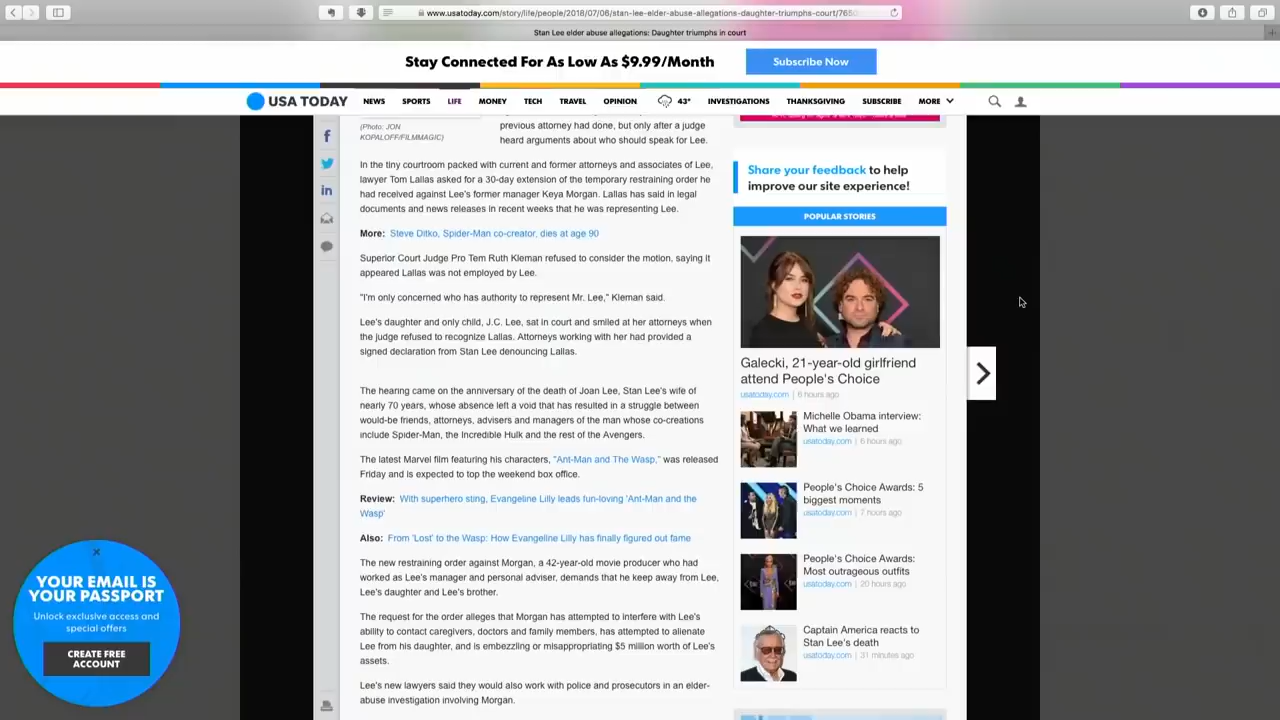 www.usatoday.com/story/life/people/2018/07/06/stan-lee-elder-abuse-allegations-daughter-triumphs-court/7650
Stan Lee elder abuse allegations: Daughter triumphs in court
Stay Connected For As Low As $9.99/Month
Subscribe Now
USA TODAY
NEWS
SPORTS
LIFE
MONEY
TECH
TRAVEL
OPINION
43°
INVESTIGATIONS
THANKSGIVING
SUBSCRIBE
MORE
(Photo: JON
KOPALOFF/FILMMAGIC)
previous attorney had done, but only after a judge
heard arguments about who should speak for Lee.
In the tiny courtroom packed with current and former attorneys and associates of Lee,
lawyer Tom Lallas asked for a 30-day extension of the temporary restraining order he
had received against Lee's former manager Keya Morgan. Lallas has said in legal
documents and news releases in recent weeks that he was representing Lee.
More: Steve Ditko, Spider-Man co-creator, dies at age 90
Superior Court Judge Pro Tem Ruth Kleman refused to consider the motion, saying it
appeared Lallas was not employed by Lee.
"I'm only concerned who has authority to represent Mr. Lee," Kleman said.
Lee's daughter and only child, J.C. Lee, sat in court and smiled at her attorneys when
the judge refused to recognize Lallas. Attorneys working with her had provided a
signed declaration from Stan Lee denouncing Lallas.
The hearing came on the anniversary of the death of Joan Lee, Stan Lee's wife of
nearly 70 years, whose absence left a void that has resulted in a struggle between
would-be friends, attorneys, advisers and managers of the man whose co-creations
include Spider-Man, the Incredible Hulk and the rest of the Avengers.
The latest Marvel film featuring his characters, "Ant-Man and The Wasp," was released
Friday and is expected to top the weekend box office.
Review: With superhero sting, Evangeline Lilly leads fun-loving 'Ant-Man and the
Wasp'
Also: From 'Lost' to the Wasp: How Evangeline Lilly has finally figured out fame
The new restraining order against Morgan, a 42-year-old movie producer who had
worked as Lee's manager and personal adviser, demands that he keep away from Lee,
Lee's daughter and Lee's brother.
The request for the order alleges that Morgan has attempted to interfere with Lee's
ability to contact caregivers, doctors and family members, has attempted to alienate
Lee from his daughter, and is embezzling or misappropriating $5 million worth of Lee's
assets.
Lee's new lawyers said they would also work with police and prosecutors in an elder-
abuse investigation involving Morgan.
Share your feedback to help
improve our site experience!
POPULAR STORIES
Galecki, 21-year-old girlfriend
attend People's Choice
usatoday.com | 6 hours ago
Michelle Obama interview:
What we learned
usatoday.com | 6 hours ago
People's Choice Awards: 5
biggest moments
usatoday.com | 7 hours ago
People's Choice Awards:
Most outrageous outfits
usatoday.com | 20 hours ago
Captain America reacts to
Stan Lee's death
usatoday.com | 31 minutes ago
YOUR EMAIL IS
YOUR PASSPORT
Unlock exclusive access and
special offers
CREATE FREE
ACCOUNT